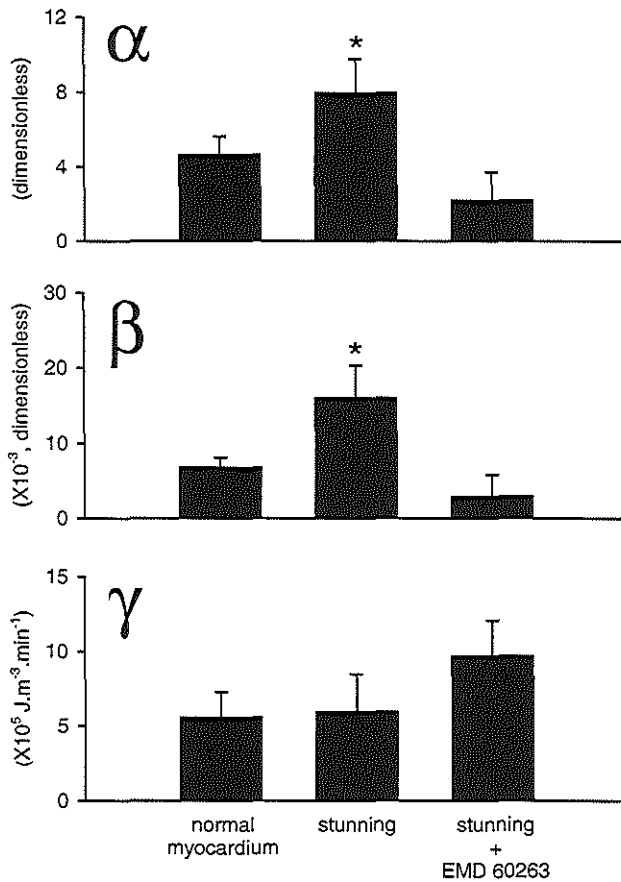 α
(dimensionless)
12
8
4
0
*
β
(X10⁻³, dimensionless)
30
20
10
0
*
γ
(X10⁵ J.m⁻³.min⁻¹)
15
10
5
0
normal
myocardium
stunning
stunning
+
EMD 60263